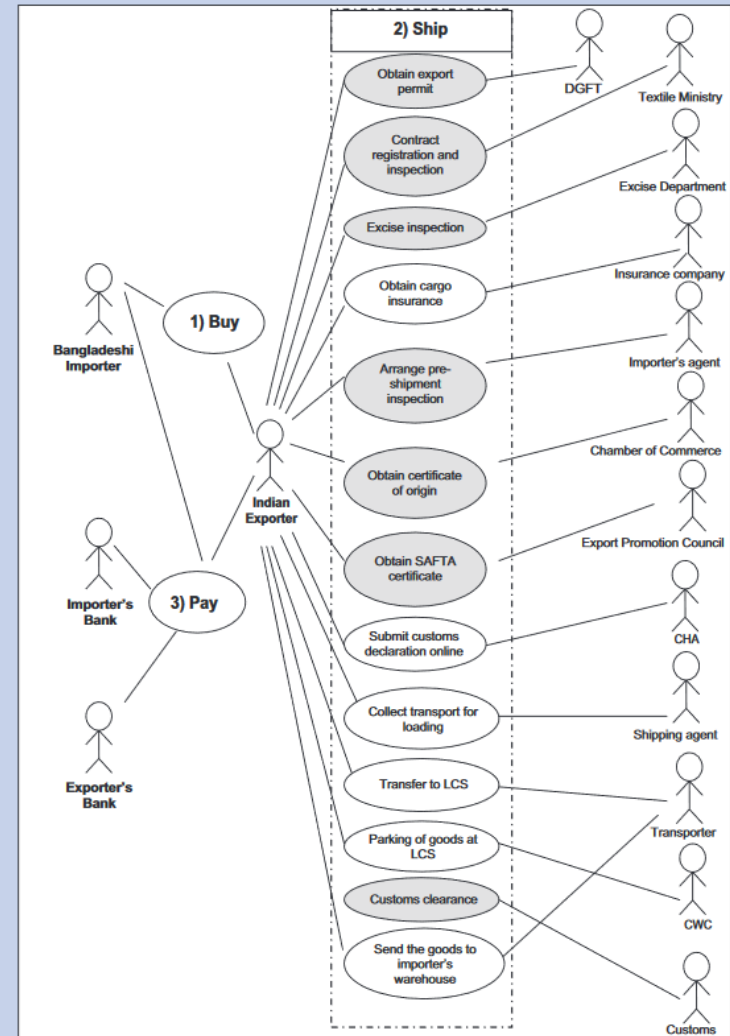 2) Ship
Obtain export
permit
DGFT
Textile Ministry
Contract
registration and
inspection
Excise Department
Excise inspection
Insurance company
Obtain cargo
insurance
1) Buy
Bangladeshi
Importer
Importer's agent
Arrange pre-
shipment
inspection
Chamber of Commerce
Obtain certificate
of origin
Indian
Exporter
Export Promotion Council
Obtain SAFTA
certificate
Importer's
Bank
3) Pay
Submit customs
declaration online
CHA
Collect transport for
loading
Shipping agent
Exporter's
Bank
Transfer to LCS
Transporter
Parking of goods at
LCS
Customs clearance
CWC
Send the goods to
importer's
warehouse
Customs